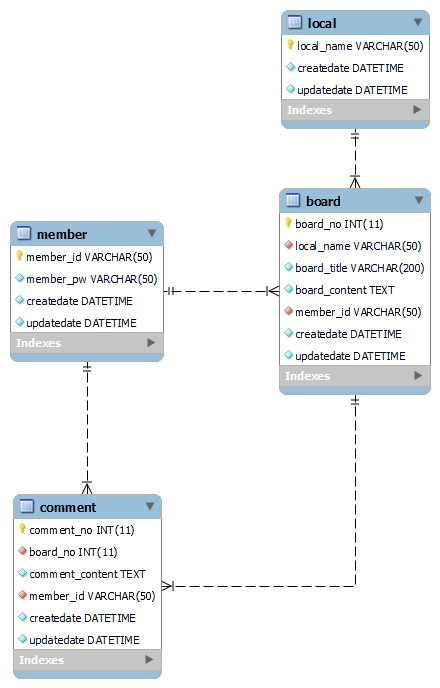 local
local_name VARCHAR(50)
createdate DATETIME
updatedate DATETIME
Indexes
board
board_no INT(11)
local_name VARCHAR(50)
board_title VARCHAR(200)
board_content TEXT
member_id VARCHAR(50)
createdate DATETIME
updatedate DATETIME
Indexes
member
member_id VARCHAR(50)
member_pw VARCHAR(50)
createdate DATETIME
updatedate DATETIME
Indexes
comment
comment_no INT(11)
board_no INT(11)
comment_content TEXT
member_id VARCHAR(50)
createdate DATETIME
updatedate DATETIME
Indexes